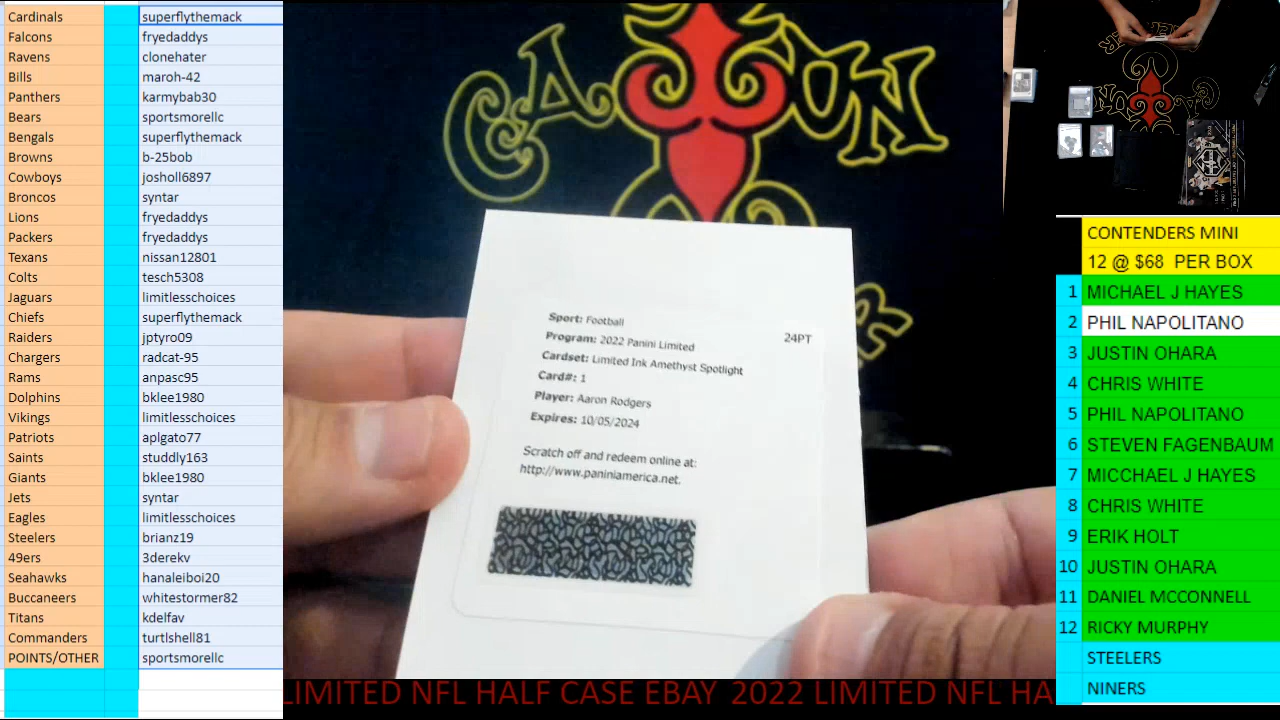 Cardinals superflythemack
Falcons fryedaddys
Ravens clonehater
Bills maroh-42
Panthers karmybab30
Bears sportsmorellc
Bengals superflythemack
Browns b-25bob
Cowboys josholl6897
Broncos syntar
Lions fryedaddys
Packers fryedaddys
Texans nissan12801
Colts tesch5308
Jaguars limitlesschoices
Chiefs superflythemack
Raiders jptyro09
Chargers radcat-95
Rams anpasc95
Dolphins bklee1980
Vikings limitlesschoices
Patriots aplgato77
Saints studdly163
Giants bklee1980
Jets syntar
Eagles limitlesschoices
Steelers brianz19
49ers 3derekv
Seahawks hanaleiboi20
Buccaneers whitestormer82
Titans kdelfav
Commanders turtlshell81
POINTS/OTHER sportsmorellc
Sport: Football
24PT
Program: 2022 Panini Limited
Cardset: Limited Ink Amethyst Spotlight
Card#: 1
Player: Aaron Rodgers
Expires: 10/05/2024
Scratch off and redeem online at:
http://www.paniniamerica.net.
CONTENDERS MINI
12 @ $68 PER BOX
1 MICHAEL J HAYES
2 PHIL NAPOLITANO
3 JUSTIN OHARA
4 CHRIS WHITE
5 PHIL NAPOLITANO
6 STEVEN FAGENBAUM
7 MICCHAEL J HAYES
8 CHRIS WHITE
9 ERIK HOLT
10 JUSTIN OHARA
11 DANIEL MCCONNELL
12 RICKY MURPHY
STEELERS
NINERS
LIMITED NFL HALF CASE EBAY 2022 LIMITED NFL HA